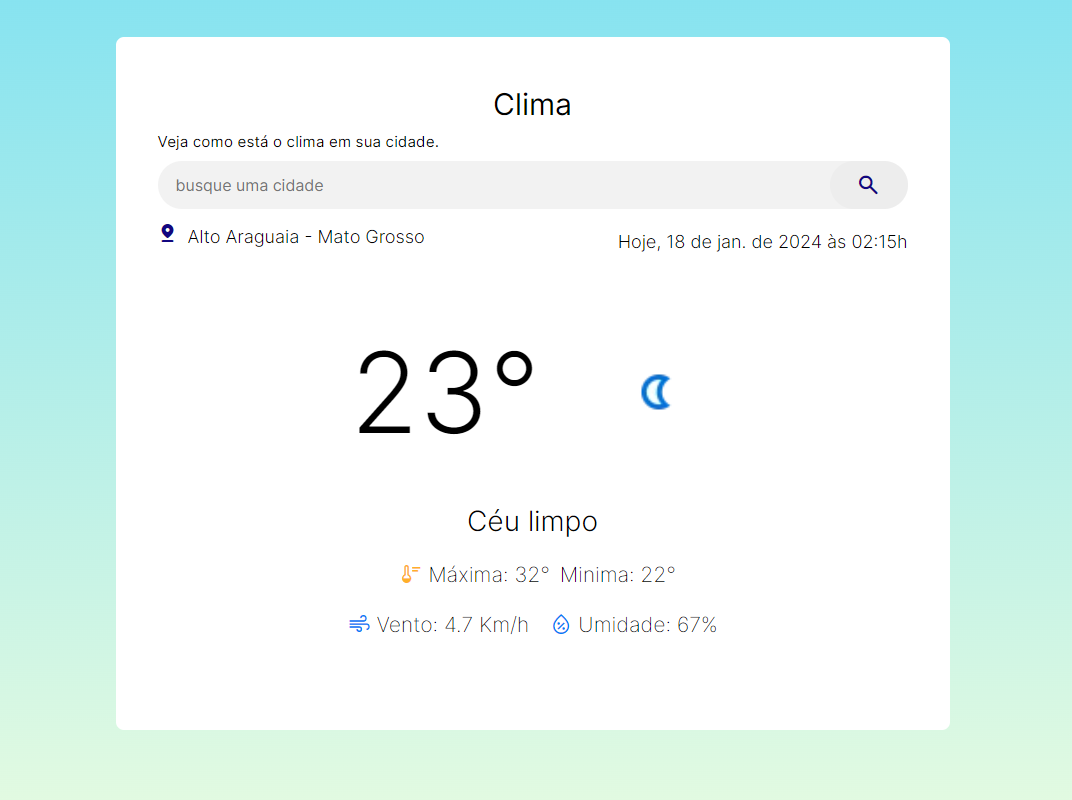 Clima
Veja como está o clima em sua cidade.
busque uma cidade
Alto Araguaia - Mato Grosso
Hoje, 18 de jan. de 2024 às 02:15h
23°
Céu limpo
Máxima: 32° Minima: 22°
Vento: 4.7 Km/h Umidade: 67%